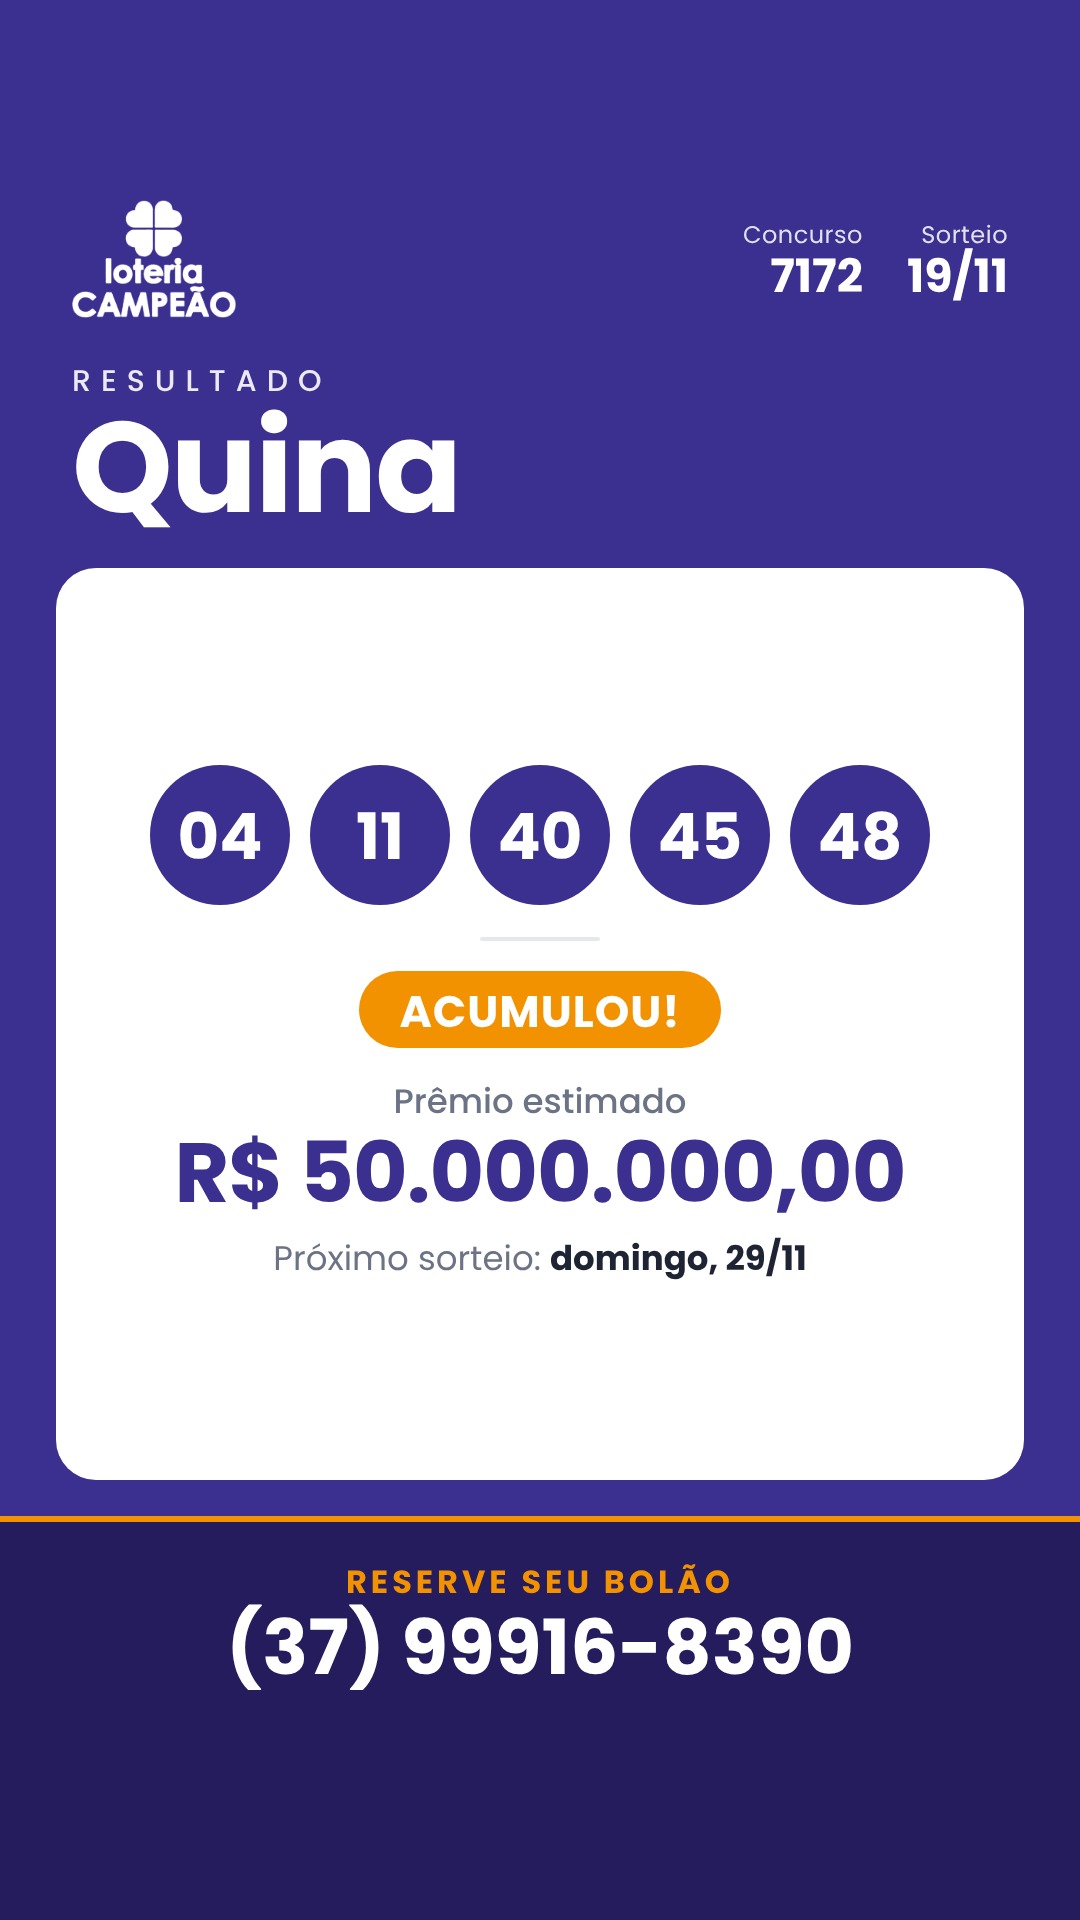 loteria
CAMPEÃO
Concurso
7172
Sorteio
19/11
RESULTADO
Quina
04 11 40 45 48
ACUMULOU!
Prêmio estimado
R$ 50.000.000,00
Próximo sorteio: domingo, 29/11
RESERVE SEU BOLÃO
(37) 99916-8390